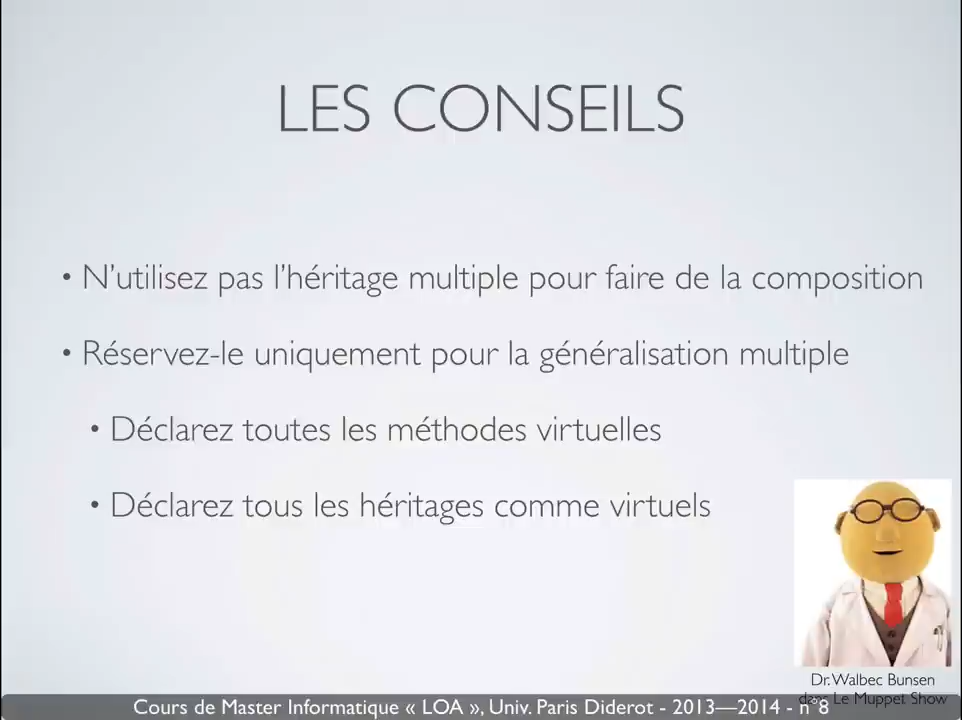 LES CONSEILS
• N’utilisez pas l’héritage multiple pour faire de la composition
• Réservez-le uniquement pour la généralisation multiple
• Déclarez toutes les méthodes virtuelles
• Déclarez tous les héritages comme virtuels
Dr. Walbec Bunsen
dans Le Muppet Show
Cours de Master Informatique « LOA », Univ. Paris Diderot - 2013—2014 - n°8